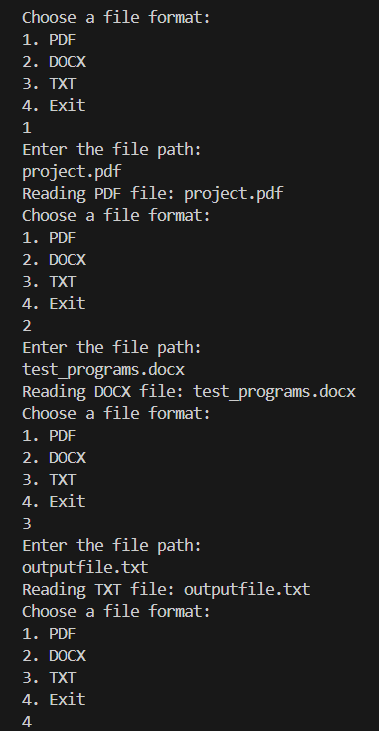 Choose a file format:
1. PDF
2. DOCX
3. TXT
4. Exit
1
Enter the file path:
project.pdf
Reading PDF file: project.pdf
Choose a file format:
1. PDF
2. DOCX
3. TXT
4. Exit
2
Enter the file path:
test_programs.docx
Reading DOCX file: test_programs.docx
Choose a file format:
1. PDF
2. DOCX
3. TXT
4. Exit
3
Enter the file path:
outputfile.txt
Reading TXT file: outputfile.txt
Choose a file format:
1. PDF
2. DOCX
3. TXT
4. Exit
4